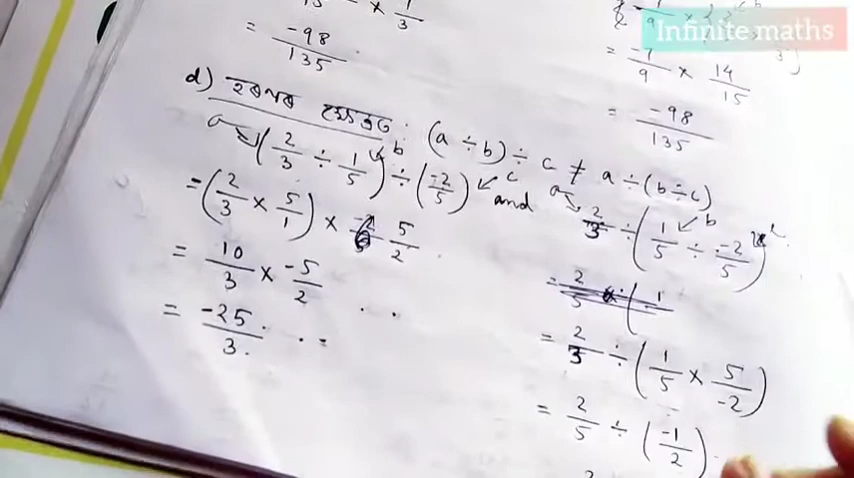 × 1/3
= -98/135
Infinite maths
= -7/9 × 14/15
= -98/135
d) (a ÷ b) ÷ c ≠ a ÷ (b ÷ c)
a (2/3 ÷ 1/5) ÷ (-2/5) and 2/3 ÷ (1/5 ÷ -2/5)
b
c
a
b
= (2/3 × 5/1) × 5/2
= 10/3 × -5/2
= -25/3
= 2/3 ÷ (1/5 × 5/-2)
= 2/5 ÷ (-1/2)